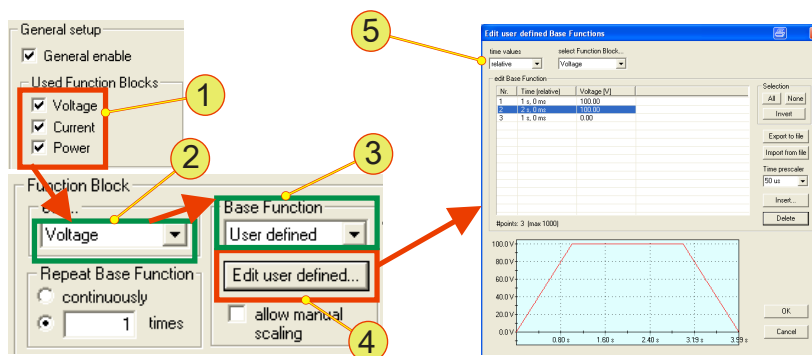 General setup
General enable
Used Function Blocks
Voltage
Current
Power
1
2
Function Block
Voltage
Repeat Base Function
continuously
1 times
3
Base Function
User defined
Edit user defined...
allow manual
scaling
4
5
Edit user defined Base Functions
time values
select Function Block...
relative
Voltage
edit Base Function
Nr. Time (relative) Voltage [V]
1 1 s, 0 ms 100.00
2 2 s, 0 ms 100.00
3 1 s, 0 ms 0.00
#points: 3 (max 1000)
Selection
All None
Invert
Export to file
Import from file
Time prescaler
50 us
Insert...
Delete
100.0 V
80.0 V
60.0 V
40.0 V
20.0 V
0.0 V
0.80 s 1.60 s 2.40 s 3.19 s 3.99 s
OK
Cancel